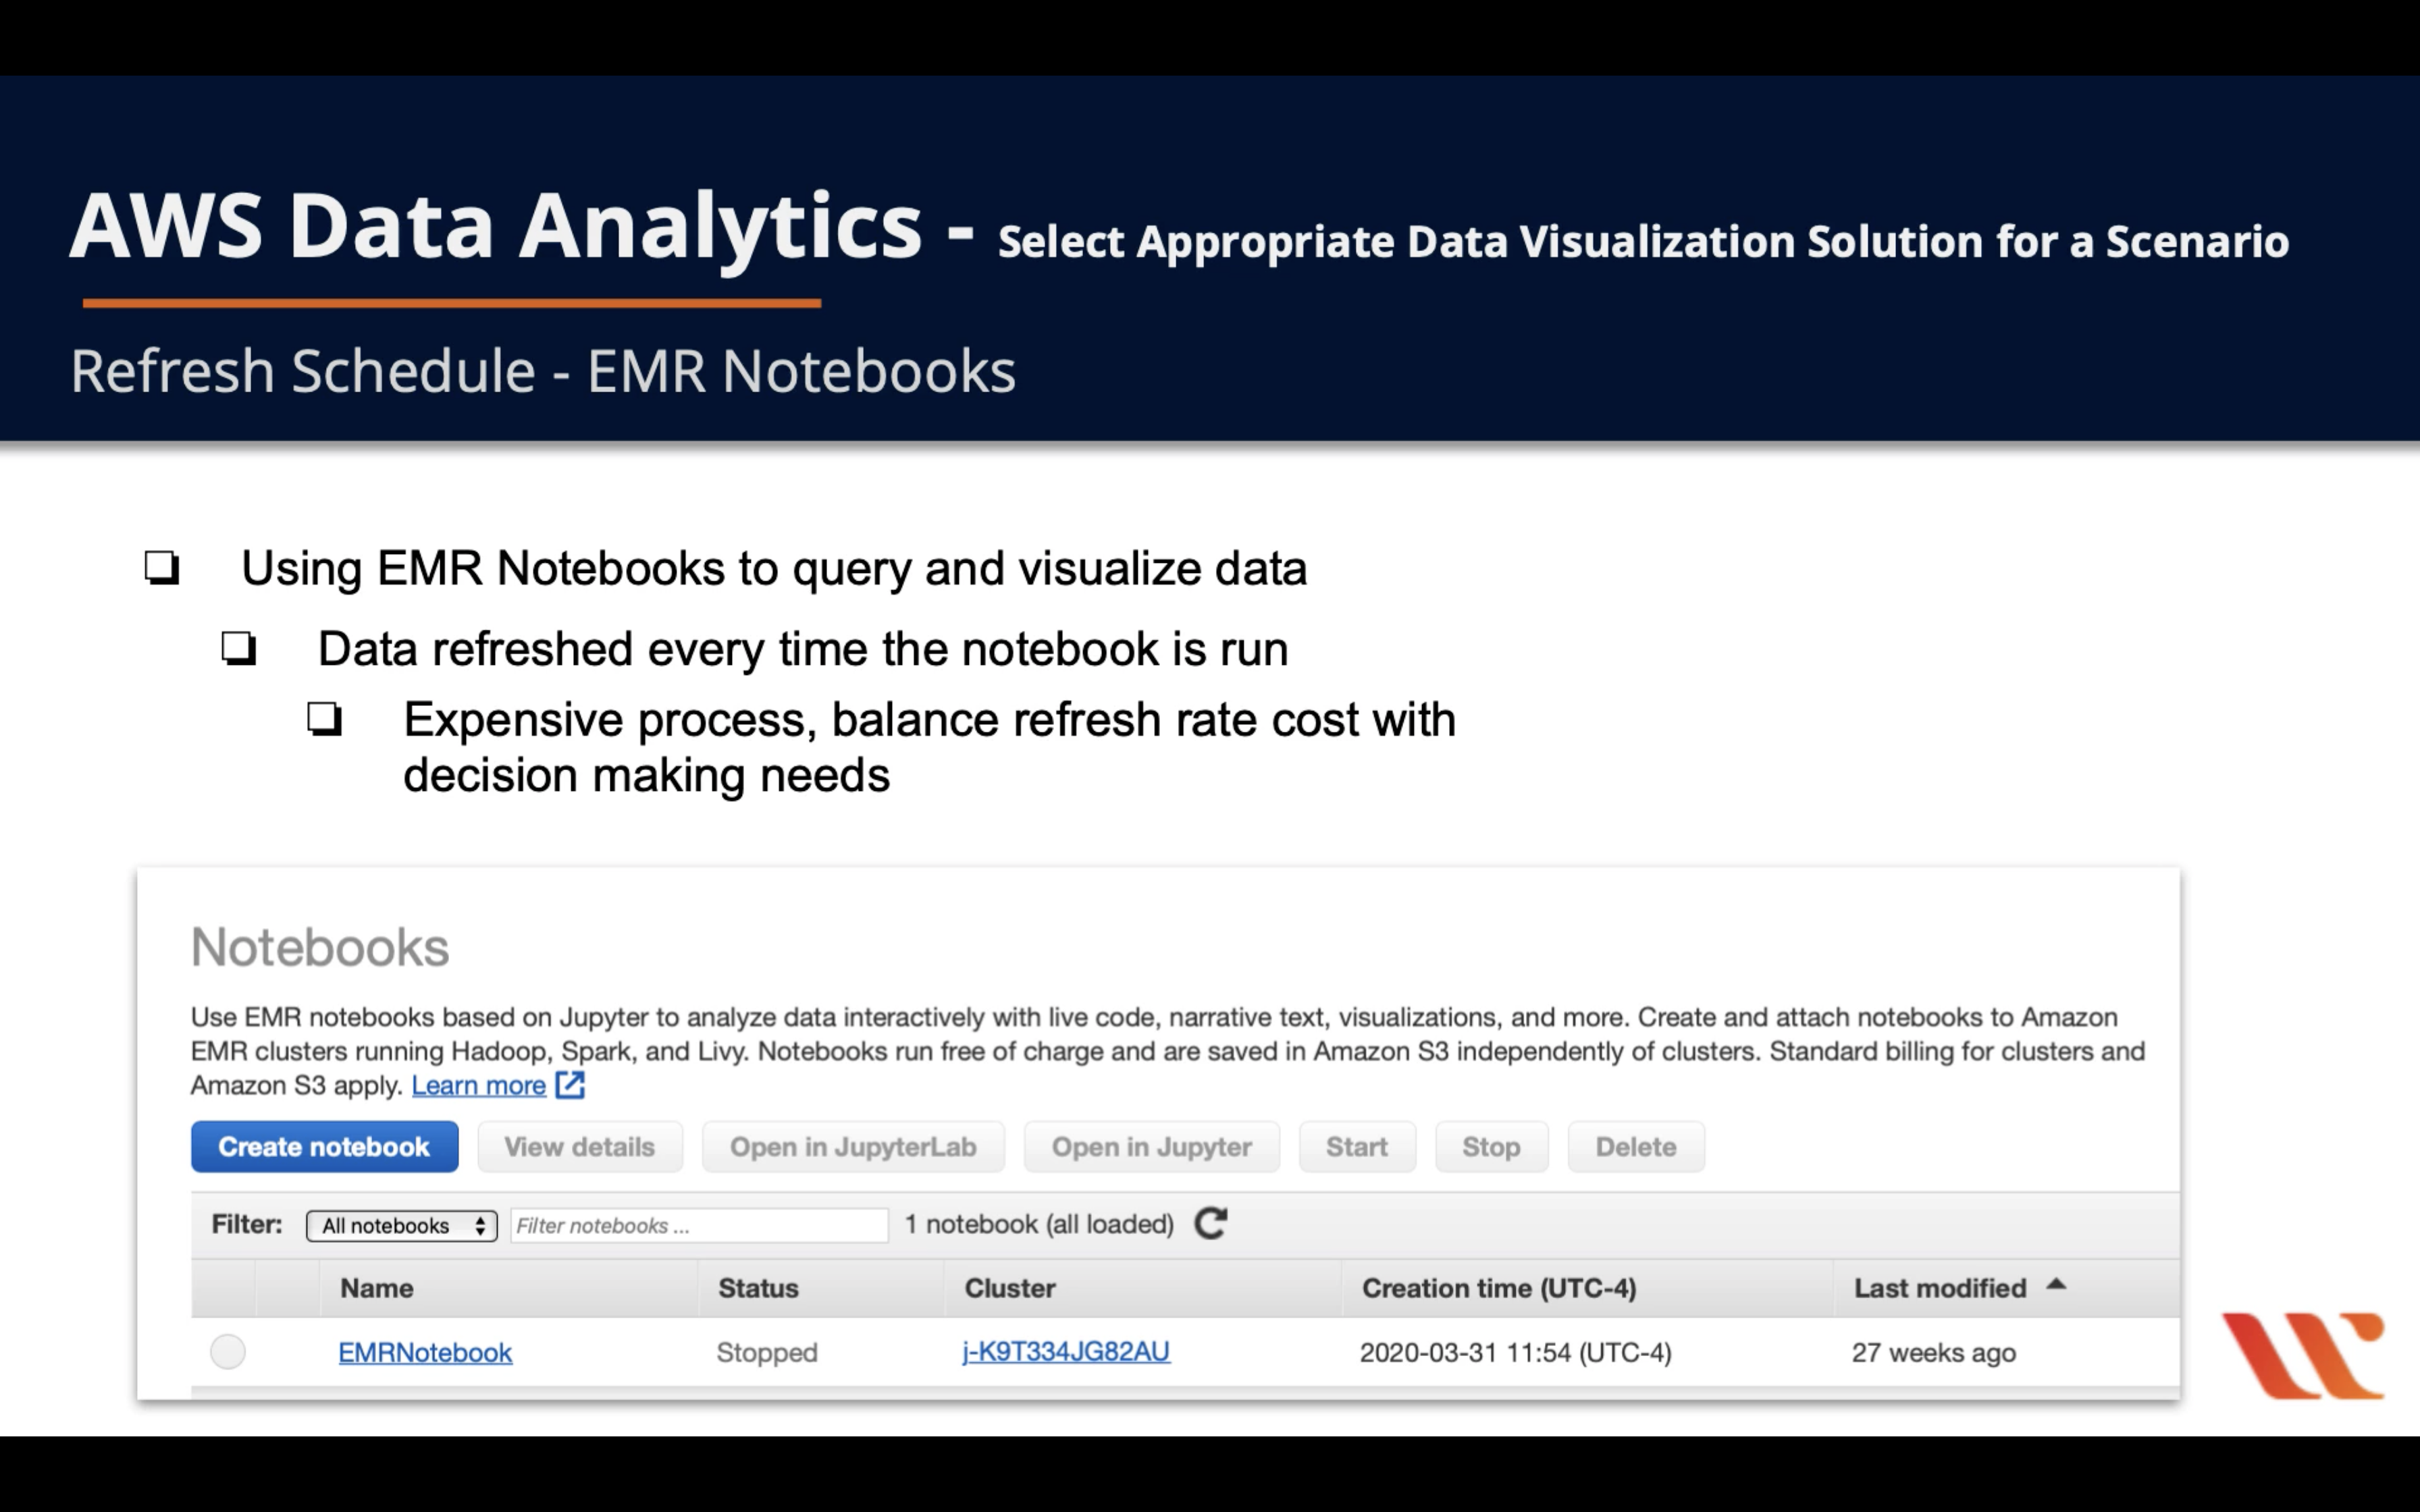 AWS Data Analytics - Select Appropriate Data Visualization Solution for a Scenario
Refresh Schedule - EMR Notebooks
Using EMR Notebooks to query and visualize data
Data refreshed every time the notebook is run
Expensive process, balance refresh rate cost with
decision making needs
Notebooks
Use EMR notebooks based on Jupyter to analyze data interactively with live code, narrative text, visualizations, and more. Create and attach notebooks to Amazon
EMR clusters running Hadoop, Spark, and Livy. Notebooks run free of charge and are saved in Amazon S3 independently of clusters. Standard billing for clusters and
Amazon S3 apply. Learn more
Create notebook View details Open in JupyterLab Open in Jupyter Start Stop Delete
Filter: All notebooks Filter notebooks ... 1 notebook (all loaded)
Name Status Cluster Creation time (UTC-4) Last modified
EMRNotebook Stopped j-K9T334JG82AU 2020-03-31 11:54 (UTC-4) 27 weeks ago